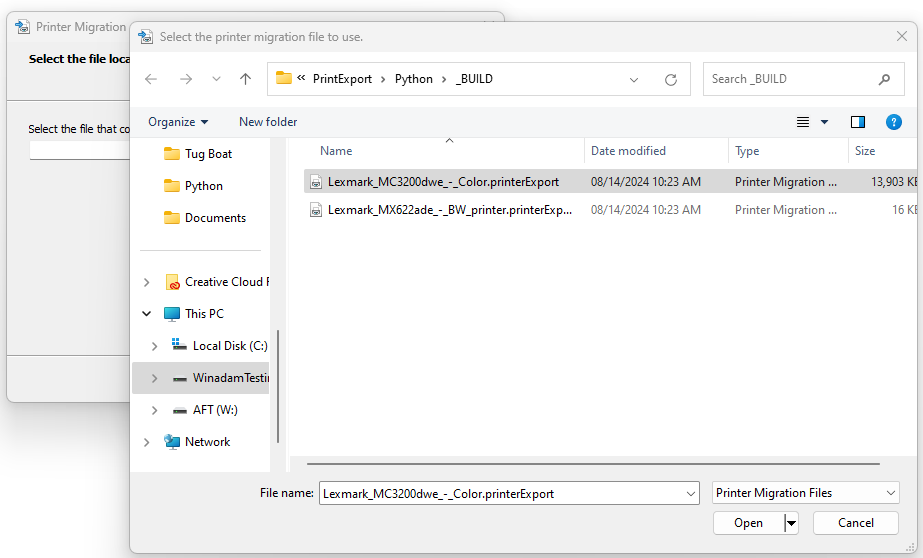 Printer Migration
Select the file loca
Select the file that co
Select the printer migration file to use.
« PrintExport > Python > _BUILD
Search _BUILD
Organize
New folder
Tug Boat
Python
Documents
Creative Cloud F
This PC
Local Disk (C:)
WinadamTestin
AFT (W:)
Network
Name Date modified Type Size
Lexmark_MC3200dwe_-_Color.printerExport 08/14/2024 10:23 AM Printer Migration ... 13,903 KB
Lexmark_MX622ade_-_BW_printer.printerExp... 08/14/2024 10:23 AM Printer Migration ... 16 KB
File name: Lexmark_MC3200dwe_-_Color.printerExport
Printer Migration Files
Open
Cancel